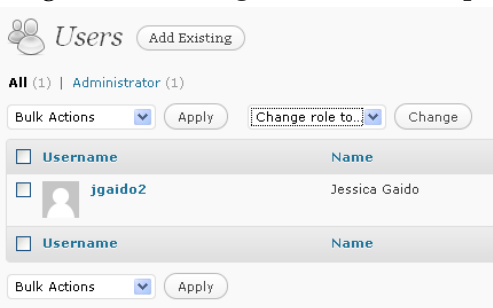 Users Add Existing
All (1) | Administrator (1)
Bulk Actions Apply Change role to... Change
Username Name
jgaido2 Jessica Gaido
Username Name
Bulk Actions Apply